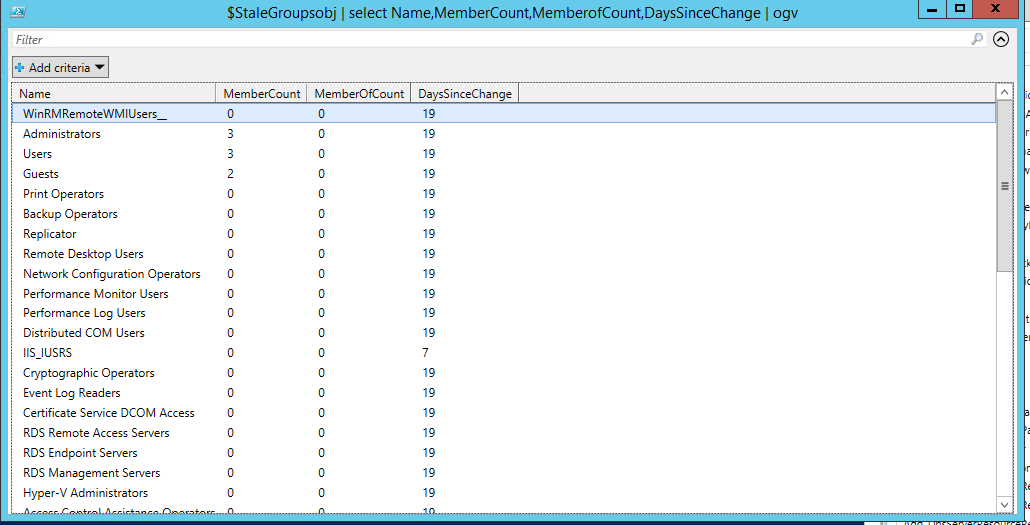 $StaleGroupsobj | select Name,MemberCount,MemberofCount,DaysSinceChange | ogv
Filter
Add criteria
Name MemberCount MemberOfCount DaysSinceChange
WinRMRemoteWMIUsers__ 0 0 19
Administrators 3 0 19
Users 3 0 19
Guests 2 0 19
Print Operators 0 0 19
Backup Operators 0 0 19
Replicator 0 0 19
Remote Desktop Users 0 0 19
Network Configuration Operators 0 0 19
Performance Monitor Users 0 0 19
Performance Log Users 0 0 19
Distributed COM Users 0 0 19
IIS_IUSRS 0 0 7
Cryptographic Operators 0 0 19
Event Log Readers 0 0 19
Certificate Service DCOM Access 0 0 19
RDS Remote Access Servers 0 0 19
RDS Endpoint Servers 0 0 19
RDS Management Servers 0 0 19
Hyper-V Administrators 0 0 19
Access Control Assistance Operators